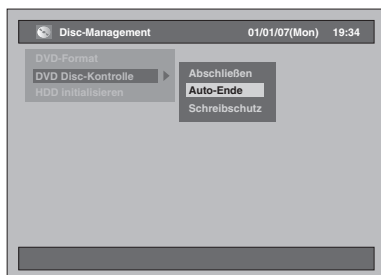 Disc-Management 01/01/07(Mon) 19:34
DVD-Format
DVD Disc-Kontrolle
HDD initialisieren
Abschließen
Auto-Ende
Schreibschutz